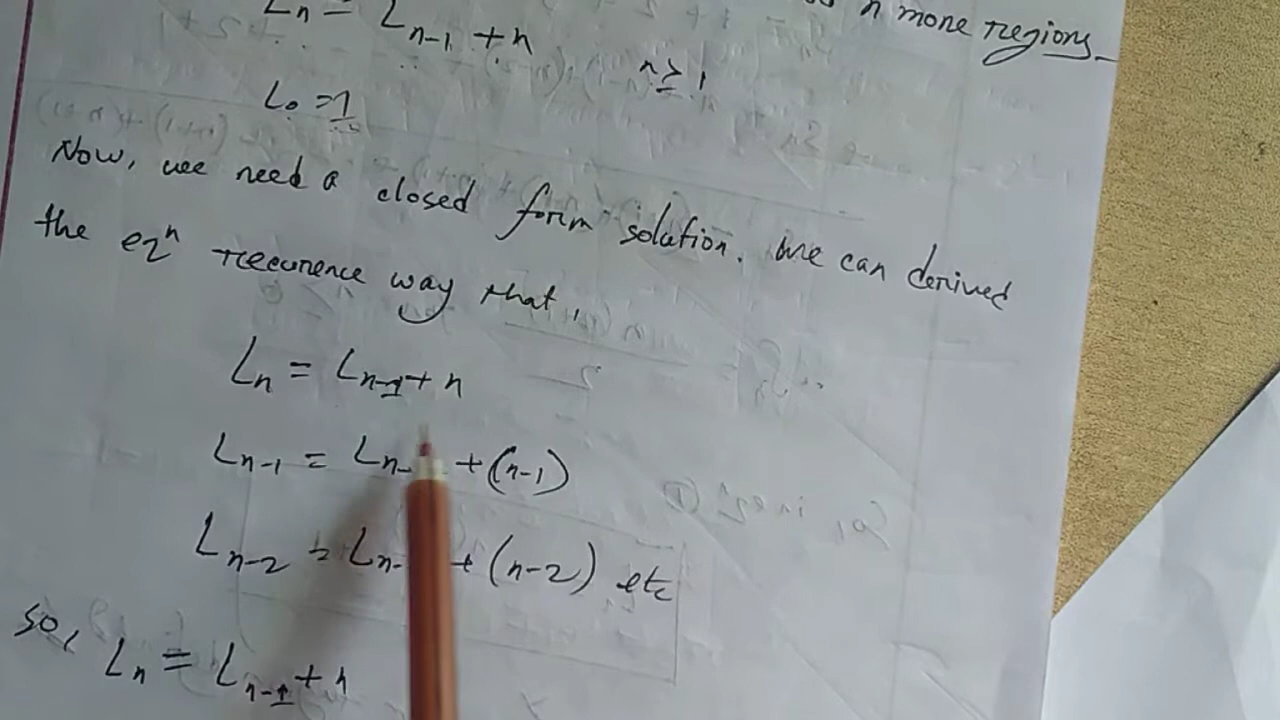 Lₙ = Lₙ₋₁ + n n more regions
n ≥ 1
L₀ = 1
Now, we need a closed form solution. we can derived
the eqⁿ recurence way that,
Lₙ = Lₙ₋₁ + n
Lₙ₋₁ = Lₙ₋ + (n-1)
Lₙ₋₂ = Lₙ₋ + (n-2) etc
so, Lₙ = Lₙ₋₁ + n